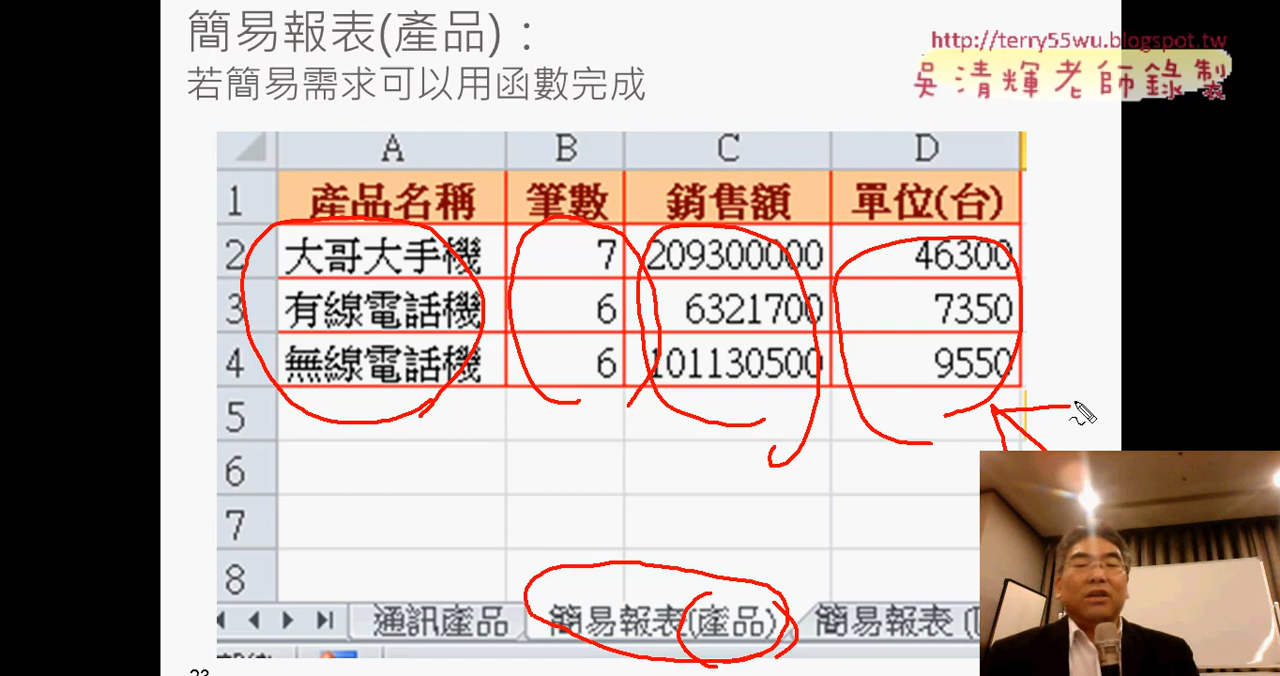 簡易報表(產品)：
若簡易需求可以用函數完成
http://terry55wu.blogspot.tw
吳清輝老師錄製
A B C D
1 產品名稱 筆數 銷售額 單位(台)
2 大哥大手機 7 209300000 46300
3 有線電話機 6 6321700 7350
4 無線電話機 6 101130500 9550
5
6
7
8
通訊產品 簡易報表(產品) 簡易報表
23